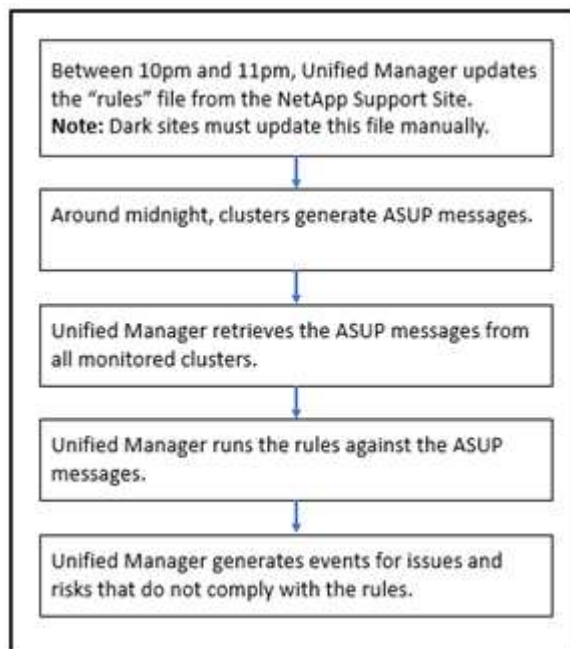 Between 10pm and 11pm, Unified Manager updates
the “rules” file from the NetApp Support Site.
Note: Dark sites must update this file manually.
Around midnight, clusters generate ASUP messages.
Unified Manager retrieves the ASUP messages from
all monitored clusters.
Unified Manager runs the rules against the ASUP
messages.
Unified Manager generates events for issues and
risks that do not comply with the rules.